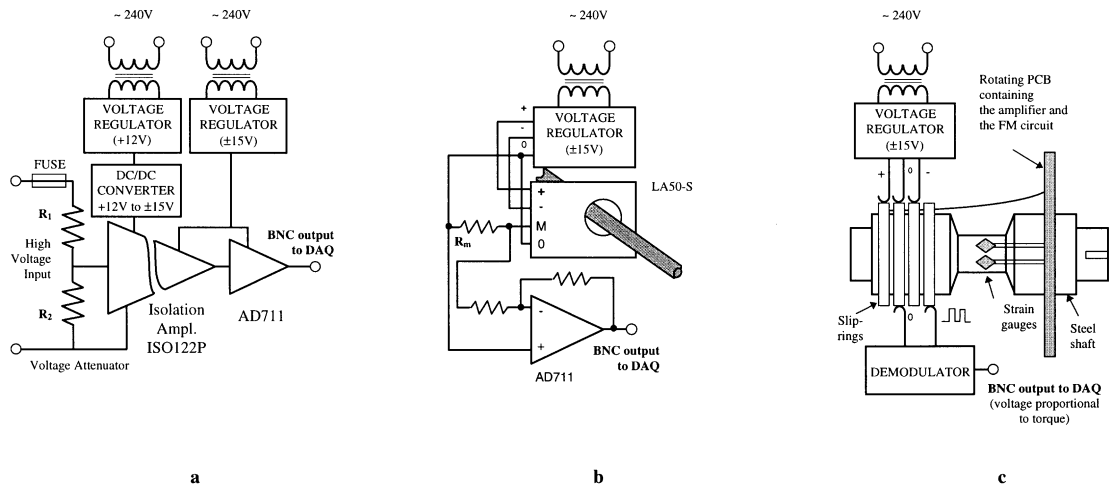 ~ 240V
~ 240V
VOLTAGE
REGULATOR
(+12V)
VOLTAGE
REGULATOR
(±15V)
FUSE
DC/DC
CONVERTER
+12V to ±15V
R1
High
Voltage
Input
R2
BNC output
to DAQ
Isolation
Ampl.
ISO122P
AD711
Voltage Attenuator
a
~ 240V
+
-
0
VOLTAGE
REGULATOR
(±15V)
LA50-S
+
-
M
0
Rm
-
+
BNC output
to DAQ
AD711
b
~ 240V
VOLTAGE
REGULATOR
(±15V)
+
0
-
Rotating PCB
containing
the amplifier and
the FM circuit
Slip-
rings
0
Strain
gauges
Steel
shaft
DEMODULATOR
BNC output to DAQ
(voltage proportional
to torque)
c